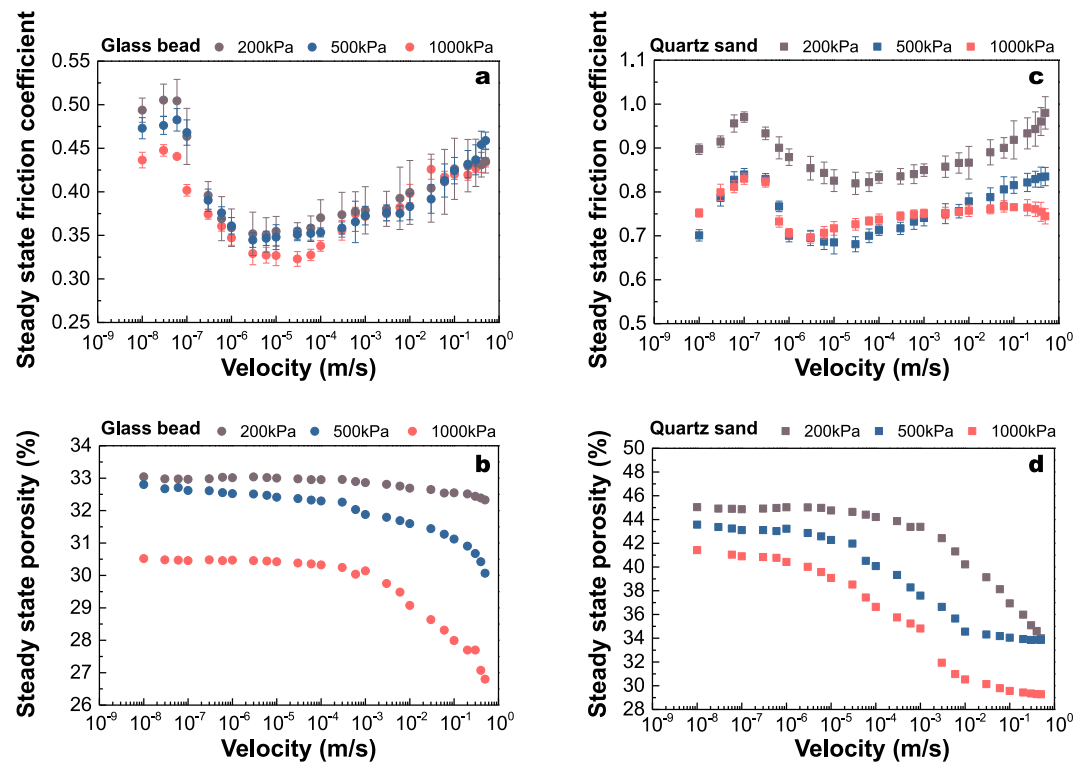 Glass bead 200kPa 500kPa 1000kPa
a
Steady state friction coefficient
0.55
0.50
0.45
0.40
0.35
0.30
0.25
10⁻⁹ 10⁻⁸ 10⁻⁷ 10⁻⁶ 10⁻⁵ 10⁻⁴ 10⁻³ 10⁻² 10⁻¹ 10⁰
Velocity (m/s)
Quartz sand 200kPa 500kPa 1000kPa
c
Steady state friction coefficient
1.1
1.0
0.9
0.8
0.7
0.6
0.5
10⁻⁹ 10⁻⁸ 10⁻⁷ 10⁻⁶ 10⁻⁵ 10⁻⁴ 10⁻³ 10⁻² 10⁻¹ 10⁰
Velocity (m/s)
Glass bead 200kPa 500kPa 1000kPa
b
Steady state porosity (%)
34
33
32
31
30
29
28
27
26
10⁻⁹ 10⁻⁸ 10⁻⁷ 10⁻⁶ 10⁻⁵ 10⁻⁴ 10⁻³ 10⁻² 10⁻¹ 10⁰
Velocity (m/s)
Quartz sand 200kPa 500kPa 1000kPa
d
Steady state porosity (%)
50
48
46
44
42
40
38
36
34
32
30
28
10⁻⁹ 10⁻⁸ 10⁻⁷ 10⁻⁶ 10⁻⁵ 10⁻⁴ 10⁻³ 10⁻² 10⁻¹ 10⁰
Velocity (m/s)